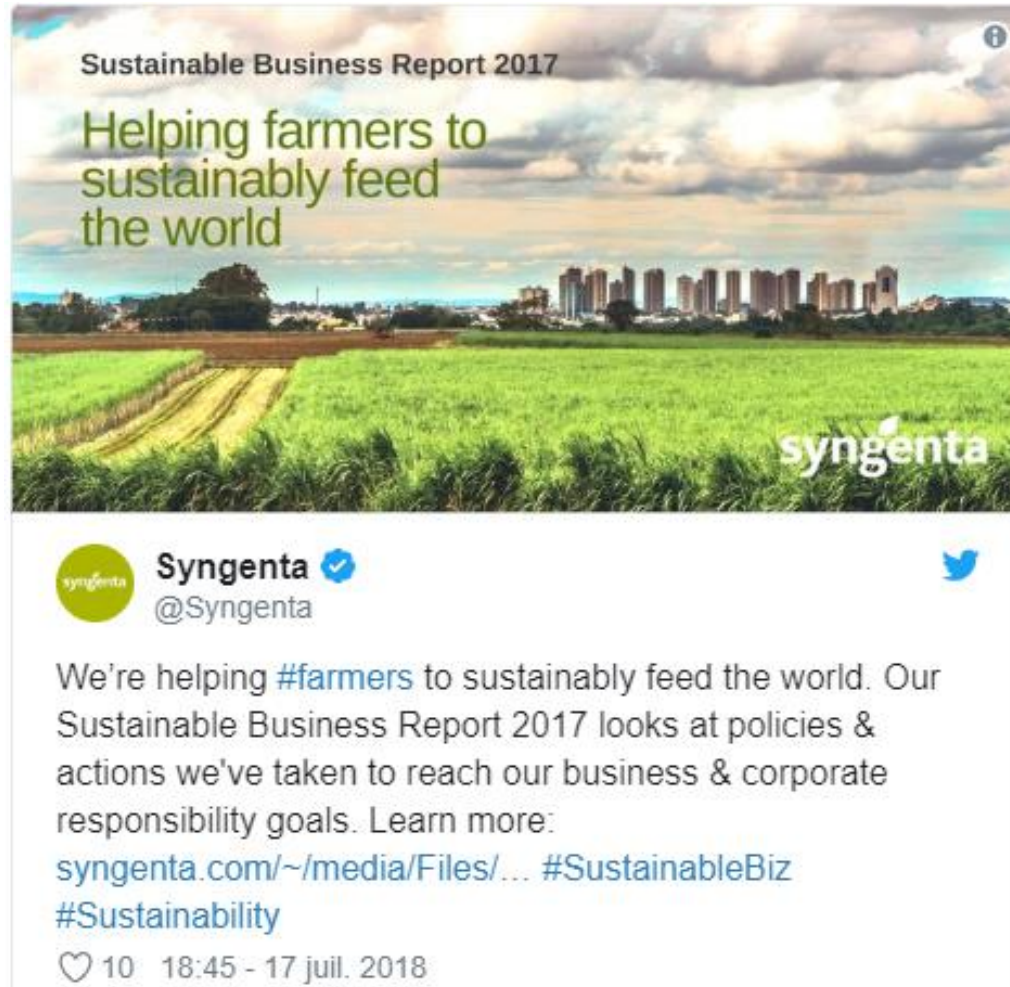 Sustainable Business Report 2017
Helping farmers to
sustainably feed
the world
syngenta
syngenta
Syngenta
@Syngenta
We're helping #farmers to sustainably feed the world. Our
Sustainable Business Report 2017 looks at policies &
actions we've taken to reach our business & corporate
responsibility goals. Learn more:
syngenta.com/~/media/Files/... #SustainableBiz
#Sustainability
10 18:45 - 17 juil. 2018